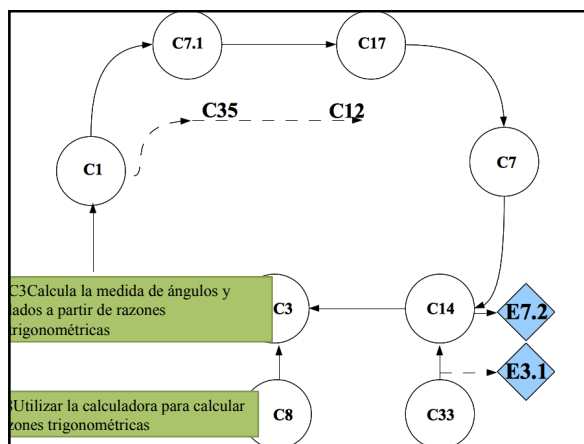 C7.1
C17
C35
C12
C1
C7
C3Calcula la medida de ángulos y
lados a partir de razones
trigonométricas
C3
C14
E7.2
E3.1
Utilizar la calculadora para calcular
trigonométricas
C8
C33